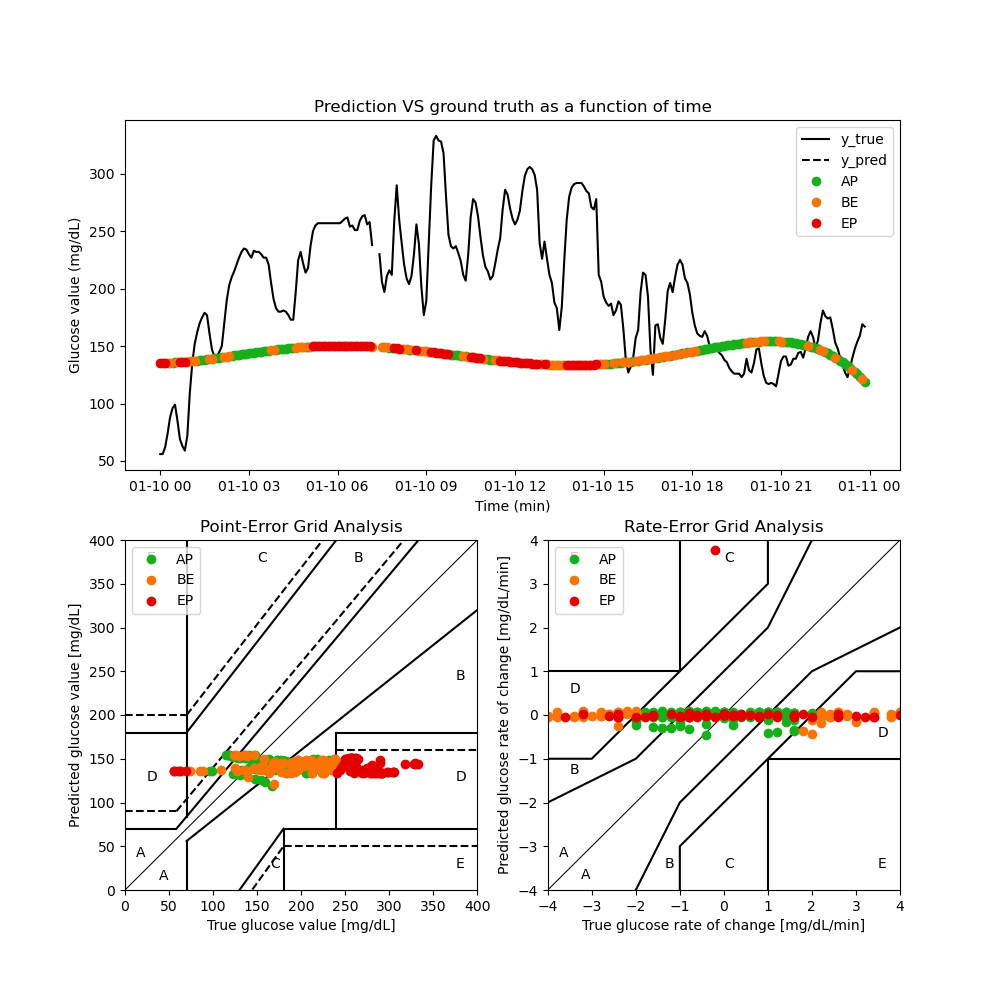 Prediction VS ground truth as a function of time
Glucose value (mg/dL)
300
250
200
150
100
50
y_true
y_pred
AP
BE
EP
01-10 00 01-10 03 01-10 06 01-10 09 01-10 12 01-10 15 01-10 18 01-10 21 01-11 00
Time (min)
Point-Error Grid Analysis
Predicted glucose value [mg/dL]
400
350
300
250
200
150
100
50
0
AP
BE
EP
C
B
B
D
D
A
A
C
E
0 50 100 150 200 250 300 350 400
True glucose value [mg/dL]
Rate-Error Grid Analysis
Predicted glucose rate of change [mg/dL/min]
4
3
2
1
0
−1
−2
−3
−4
AP
BE
EP
C
D
D
B
A
A
B
C
E
−4 −3 −2 −1 0 1 2 3 4
True glucose rate of change [mg/dL/min]